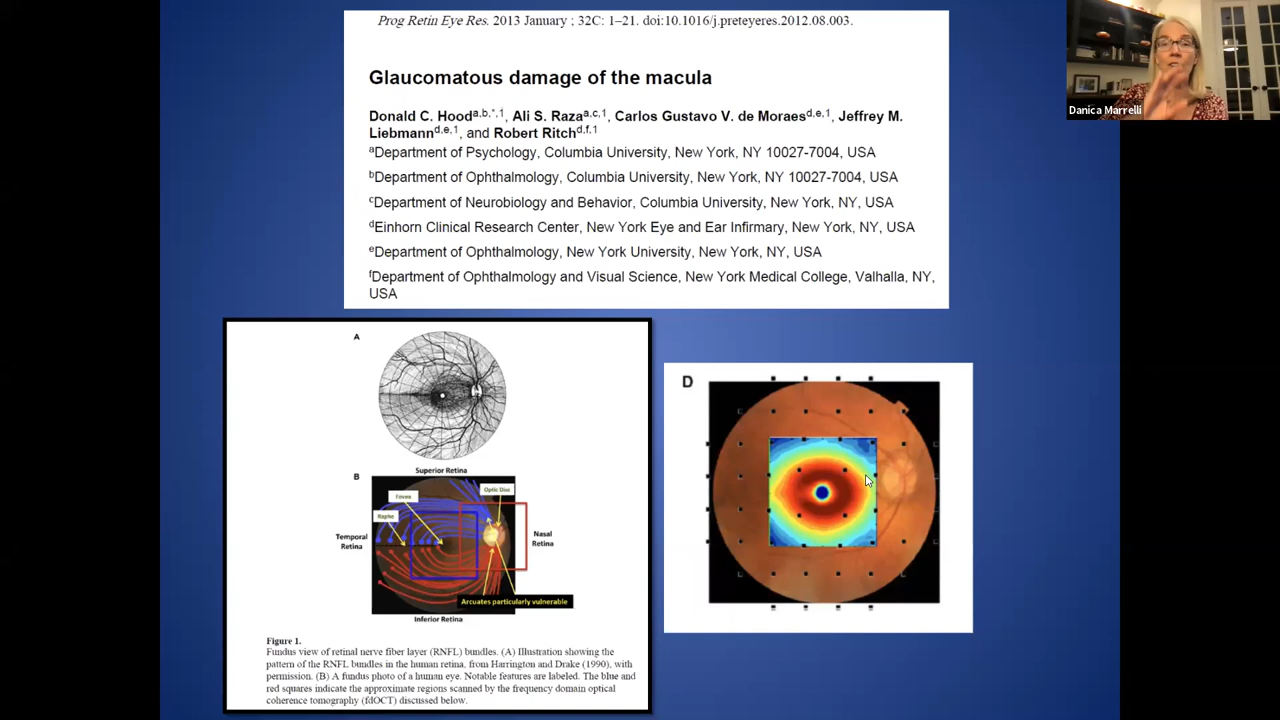 Prog Retin Eye Res. 2013 January ; 32C: 1–21. doi:10.1016/j.preteyeres.2012.08.003.
Glaucomatous damage of the macula
Donald C. Hooda,b,*,1, Ali S. Razaa,c,1, Carlos Gustavo V. de Moraesd,e,1, Jeffrey M.
Liebmannd,e,1, and Robert Ritchd,f,1
aDepartment of Psychology, Columbia University, New York, NY 10027-7004, USA
bDepartment of Ophthalmology, Columbia University, New York, NY 10027-7004, USA
cDepartment of Neurobiology and Behavior, Columbia University, New York, NY, USA
dEinhorn Clinical Research Center, New York Eye and Ear Infirmary, New York, NY, USA
eDepartment of Ophthalmology, New York University, New York, NY, USA
fDepartment of Ophthalmology and Visual Science, New York Medical College, Valhalla, NY,
USA
Danica Marrelli
A
Superior Retina
B
Fovea
Optic Disc
Raphe
Temporal
Retina
Nasal
Retina
Arcuates particularly vulnerable
Inferior Retina
Figure 1.
Fundus view of retinal nerve fiber layer (RNFL) bundles. (A) Illustration showing the
pattern of the RNFL bundles in the human retina, from Harrington and Drake (1990), with
permission. (B) A fundus photo of a human eye. Notable features are labeled. The blue and
red squares indicate the approximate regions scanned by the frequency domain optical
coherence tomography (fdOCT) discussed below.
D